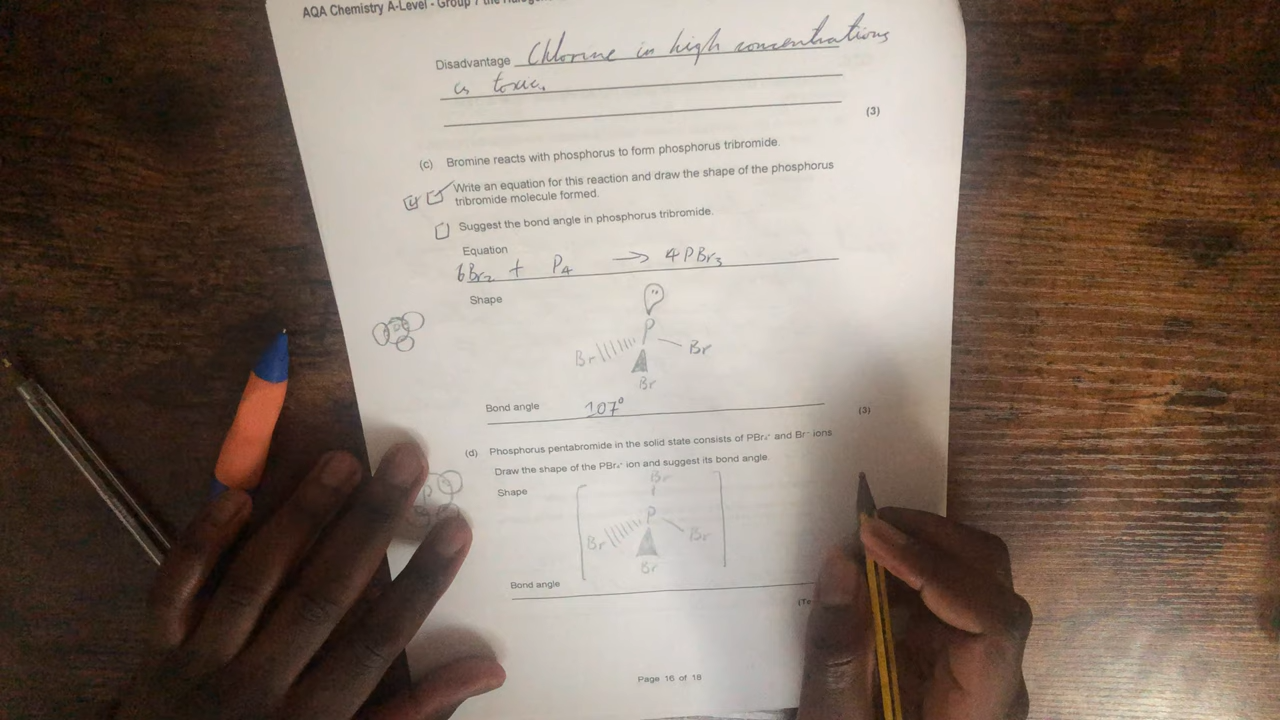 AQA Chemistry A-Level - Group 7 the
Disadvantage Chlorine in high concentrations
is toxic.
(3)
(c) Bromine reacts with phosphorus to form phosphorus tribromide.
Write an equation for this reaction and draw the shape of the phosphorus
tribromide molecule formed.
Suggest the bond angle in phosphorus tribromide.
Equation
6Br₂ + P₄ → 4PBr₃
Shape
P
Br Br
Br
Bond angle 107°
(3)
(d) Phosphorus pentabromide in the solid state consists of PBr₄⁺ and Br⁻ ions
Draw the shape of the PBr₄⁺ ion and suggest its bond angle.
Shape
Br
P
Br Br
Br
Bond angle
Page 16 of 18